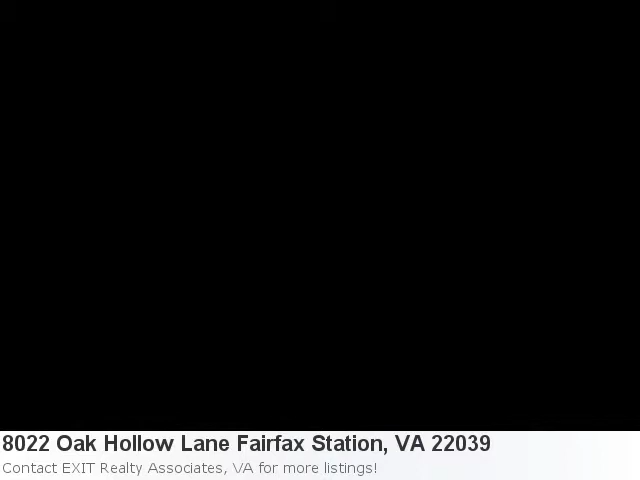 8022 Oak Hollow Lane Fairfax Station, VA 22039
Contact EXIT Realty Associates, VA for more listings!